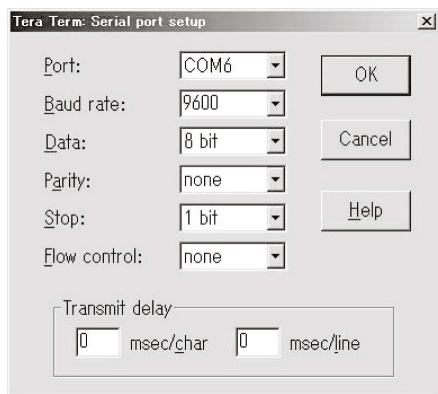 Tera Term: Serial port setup
Port: COM6
OK
Baud rate: 9600
Data: 8 bit
Cancel
Parity: none
Stop: 1 bit
Help
Flow control: none
Transmit delay
0 msec/char 0 msec/line